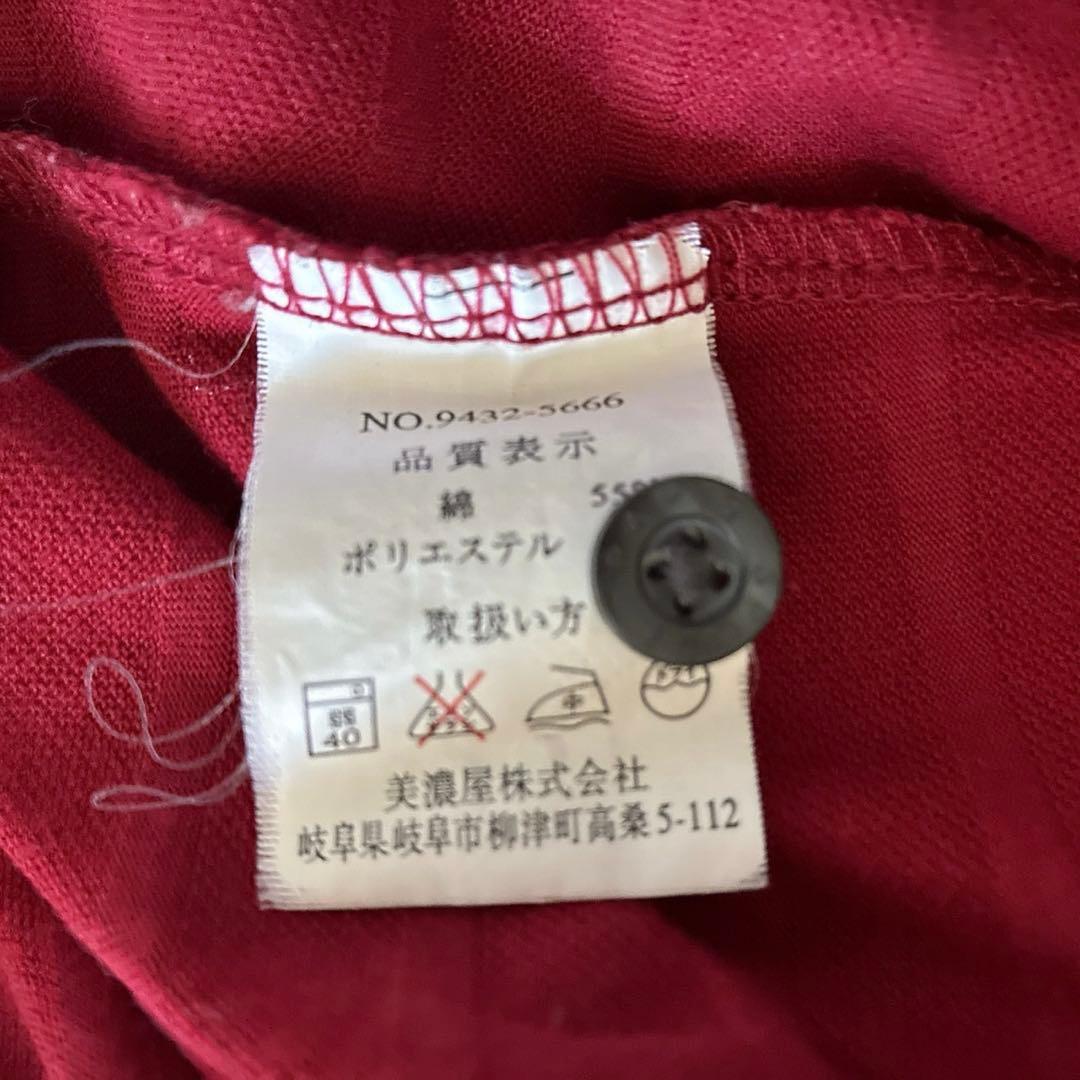 NO.9432-5666
品質表示
綿
ポリエステル
取扱い方
40 中
美濃屋株式会社
岐阜県岐阜市柳津町高桑5-112